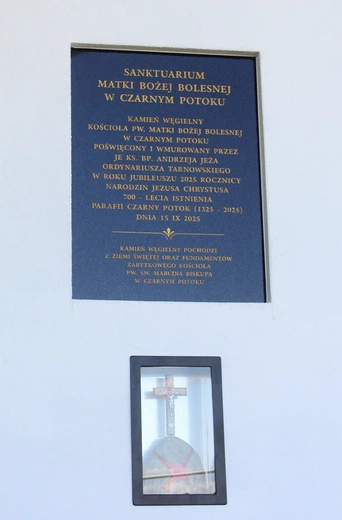 SANKTUARIUM
MATKI BOŻEJ BOLESNEJ
W CZARNYM POTOKU
KAMIEŃ WĘGIELNY
KOŚCIOŁA PW. MATKI BOŻEJ BOLESNEJ
W CZARNYM POTOKU
POŚWIĘCONY I WMUROWANY PRZEZ
JE KS. BP. ANDRZEJA JEŻA
ORDYNARIUSZA TARNOWSKIEGO
W ROKU JUBILEUSZU 2025 ROCZNICY
NARODZIN JEZUSA CHRYSTUSA
700 - LECIA ISTNIENIA
PARAFII CZARNY POTOK (1325 - 2025)
DNIA 15 IX 2025
KAMIEŃ WĘGIELNY POCHODZI
Z ZIEMI ŚWIĘTEJ ORAZ FUNDAMENTÓW
ZABYTKOWEGO KOŚCIOŁA
PW. ŚW. MARCINA BISKUPA
W CZARNYM POTOKU